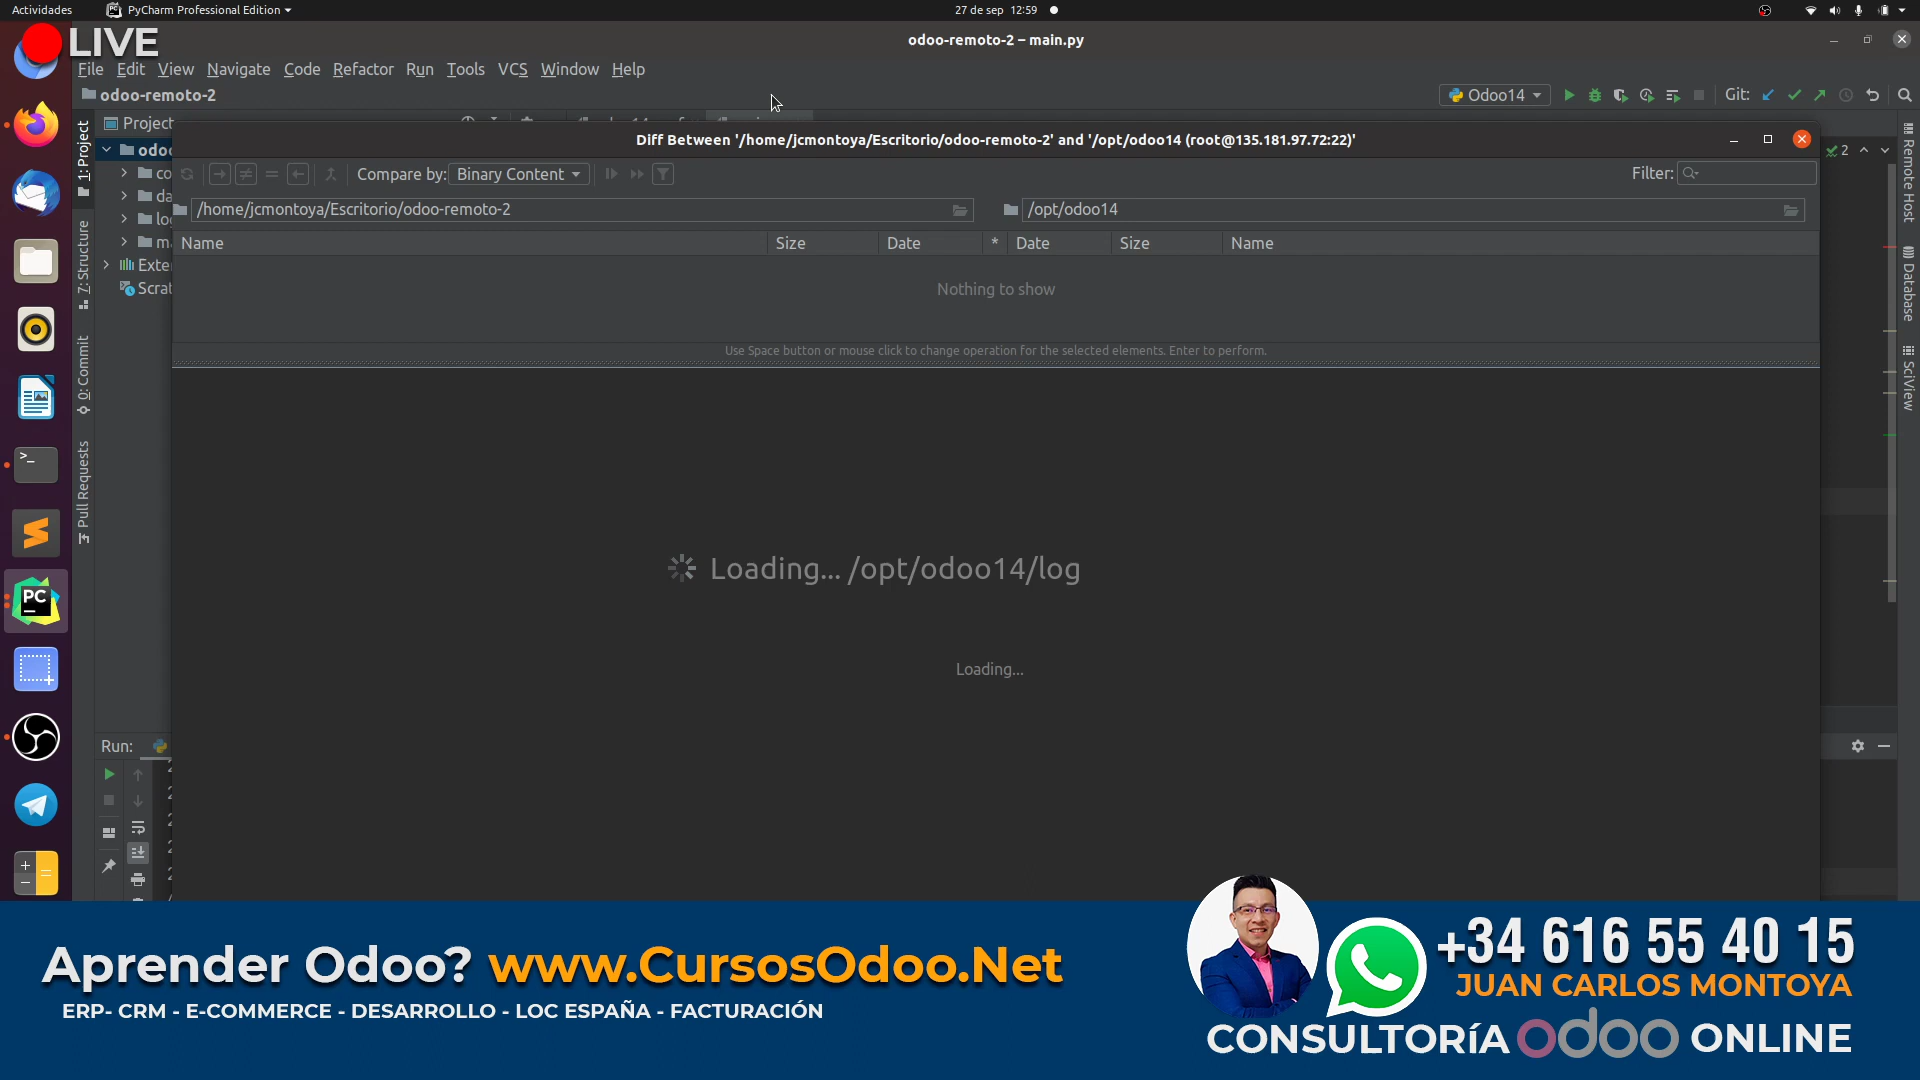 Actividades
PyCharm Professional Edition
27 de sep 12:59
LIVE
odoo-remoto-2 – main.py
File Edit View Navigate Code Refactor Run Tools VCS Window Help
odoo-remoto-2
Odoo14
Git:
Project
Diff Between '/home/jcmontoya/Escritorio/odoo-remoto-2' and '/opt/odoo14 (root@135.181.97.72:22)'
2
Compare by: Binary Content
Filter:
/home/jcmontoya/Escritorio/odoo-remoto-2
/opt/odoo14
Name Size Date * Date Size Name
Nothing to show
Use Space button or mouse click to change operation for the selected elements. Enter to perform.
Loading... /opt/odoo14/log
Loading...
1: Project
7: Structure
0: Commit
Pull Requests
Remote Host
Database
SciView
Run:
PC
Aprender Odoo? www.CursosOdoo.Net
ERP- CRM - E-COMMERCE - DESARROLLO - LOC ESPAÑA - FACTURACIÓN
+34 616 55 40 15
JUAN CARLOS MONTOYA
CONSULTORíA odoo ONLINE